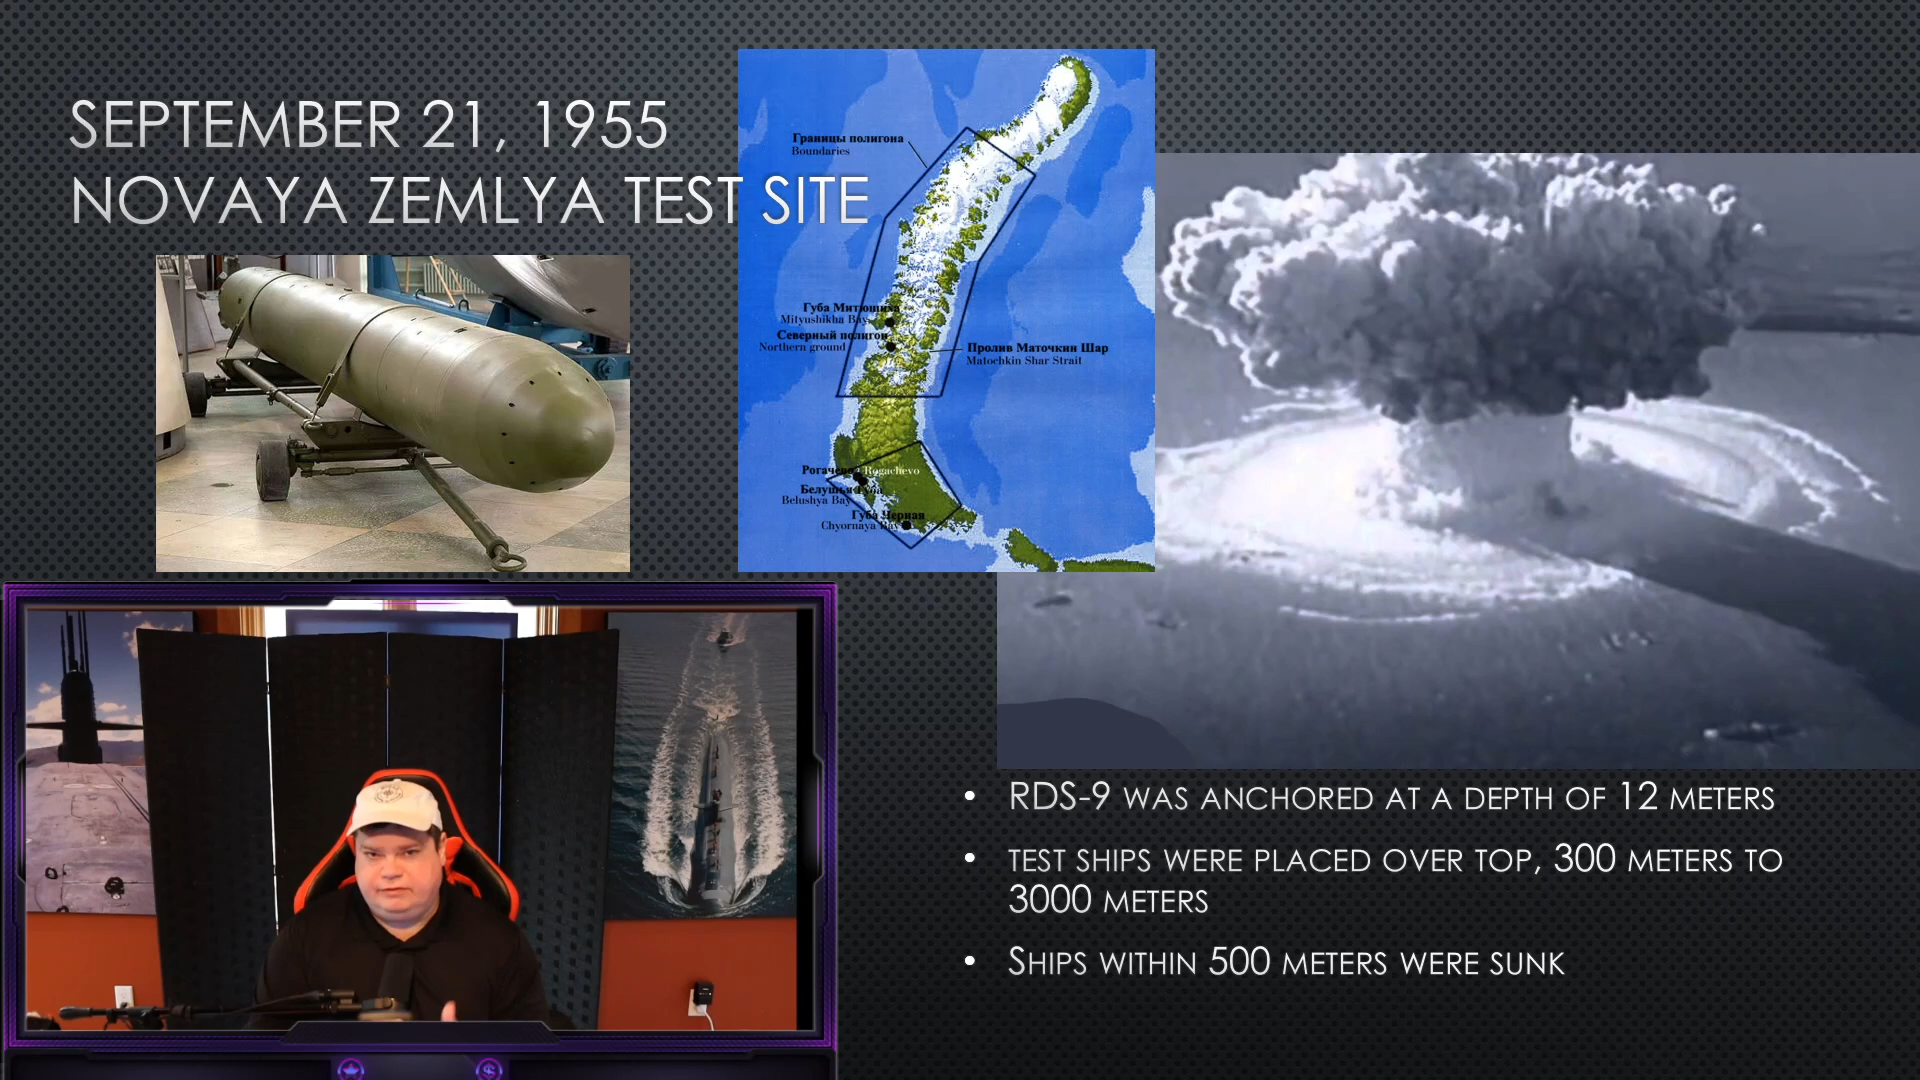 SEPTEMBER 21, 1955
NOVAYA ZEMLYA TEST SITE
Границы полигона
Boundaries
Губа Митюшиха
Mityushikha Bay
Северный полигон
Northern ground
Пролив Маточкин Шар
Matochkin Shar Strait
Рогачево Rogachevo
Белушья Губа
Belushya Bay
Губа Черная
Chyornaya Bay
• RDS-9 WAS ANCHORED AT A DEPTH OF 12 METERS
• TEST SHIPS WERE PLACED OVER TOP, 300 METERS TO
3000 METERS
• SHIPS WITHIN 500 METERS WERE SUNK